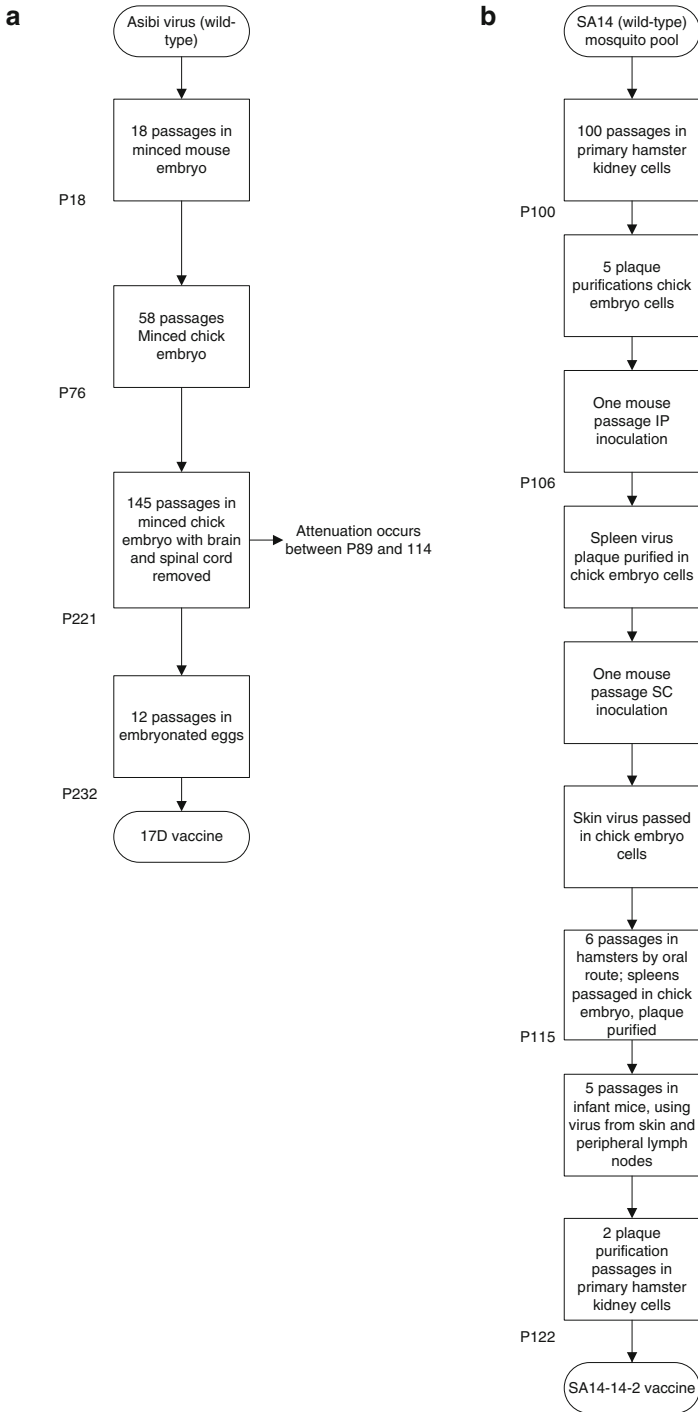 a
Asibi virus (wild-
type)
18 passages in
minced mouse
embryo
P18
58 passages
Minced chick
embryo
P76
145 passages in
minced chick
embryo with brain
and spinal cord
removed
Attenuation occurs
between P89 and 114
P221
12 passages in
embryonated eggs
P232
17D vaccine
b
SA14 (wild-type)
mosquito pool
100 passages in
primary hamster
kidney cells
P100
5 plaque
purifications chick
embryo cells
One mouse
passage IP
inoculation
P106
Spleen virus
plaque purified in
chick embryo cells
One mouse
passage SC
inoculation
Skin virus passed
in chick embryo
cells
6 passages in
hamsters by oral
route; spleens
passaged in chick
embryo, plaque
purified
P115
5 passages in
infant mice, using
virus from skin and
peripheral lymph
nodes
2 plaque
purification
passages in
primary hamster
kidney cells
P122
SA14-14-2 vaccine